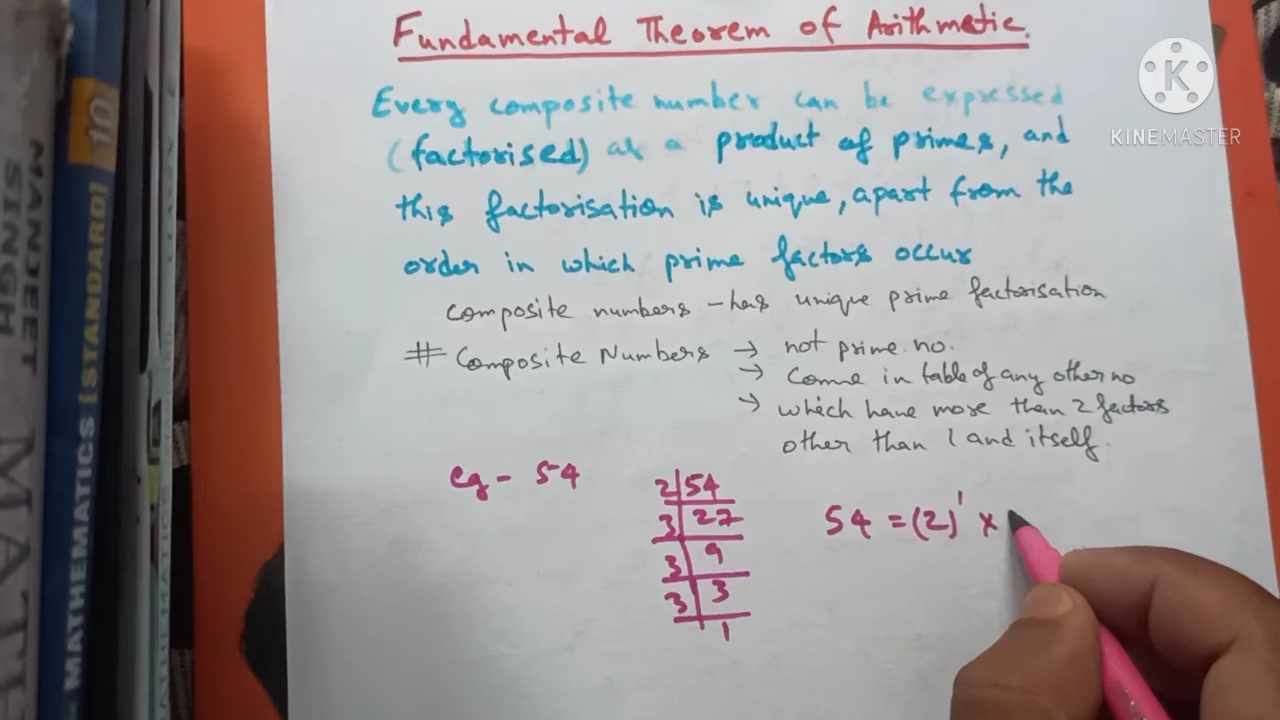 Fundamental Theorem of Arithmetic.
Every composite number can be expressed
(factorised) as a product of primes, and
this factorisation is unique, apart from the
order in which prime factors occur
composite numbers - has unique prime factorisation
# Composite Numbers → not prime no.
→ Come in table of any other no
→ which have more than 2 factors
other than 1 and itself.
eg - 54
2 | 54
3 | 27
3 | 9
3 | 3
1
54 = (2)¹ ×
K
KINEMASTER
MANJEET SINGH
MATHEMATICS [STANDARD] 10